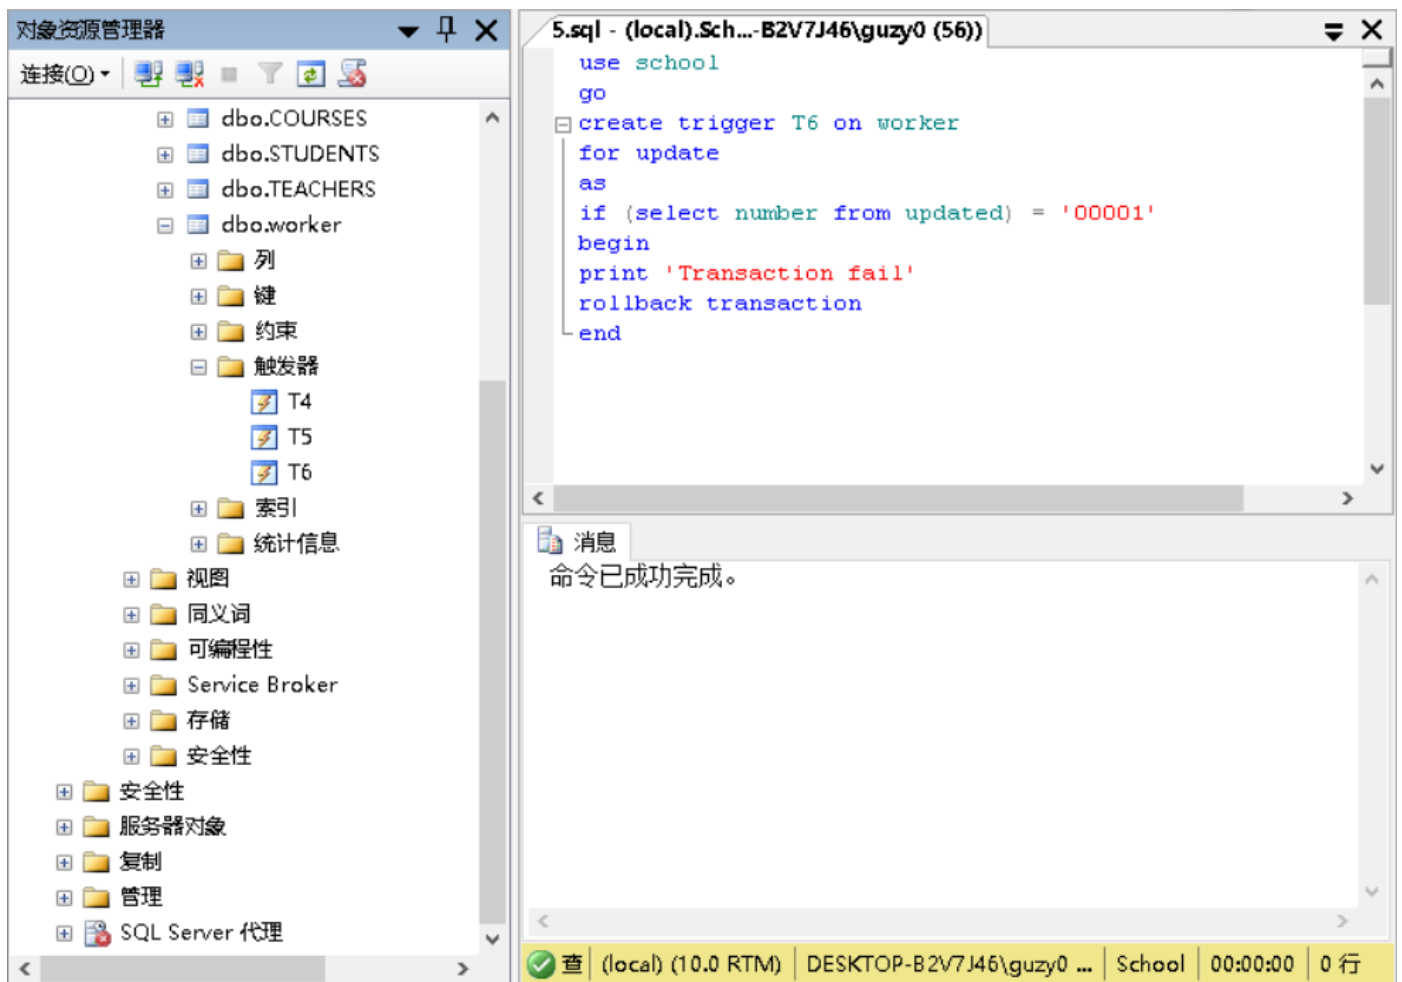 对象资源管理器
连接(O)
dbo.COURSES
dbo.STUDENTS
dbo.TEACHERS
dbo.worker
列
键
约束
触发器
T4
T5
T6
索引
统计信息
视图
同义词
可编程性
Service Broker
存储
安全性
安全性
服务器对象
复制
管理
SQL Server 代理
5.sql - (local).Sch...-B2V7J46\guzy0 (56))
use school
go
create trigger T6 on worker
for update
as
if (select number from updated) = '00001'
begin
print 'Transaction fail'
rollback transaction
end
消息
命令已成功完成。
查 (local) (10.0 RTM) DESKTOP-B2V7J46\guzy0 ... School 00:00:00 0 行